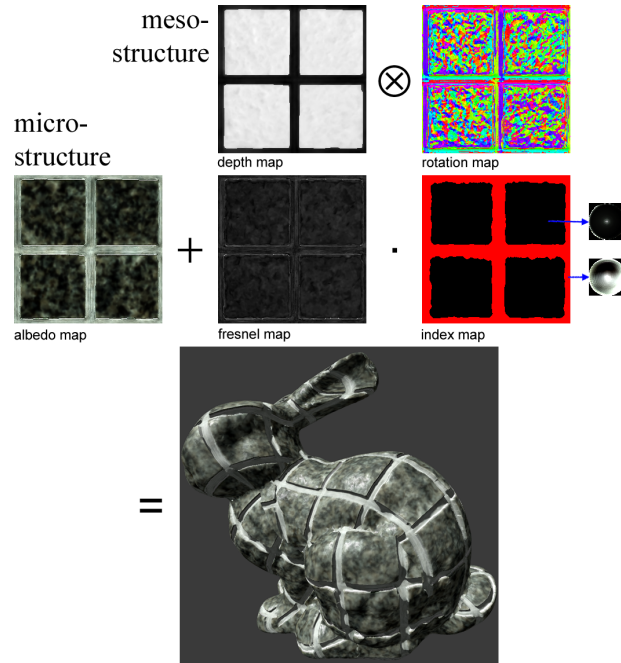 meso-
structure
⊗
depth map
rotation map
micro-
structure
+
·
albedo map
fresnel map
index map
=